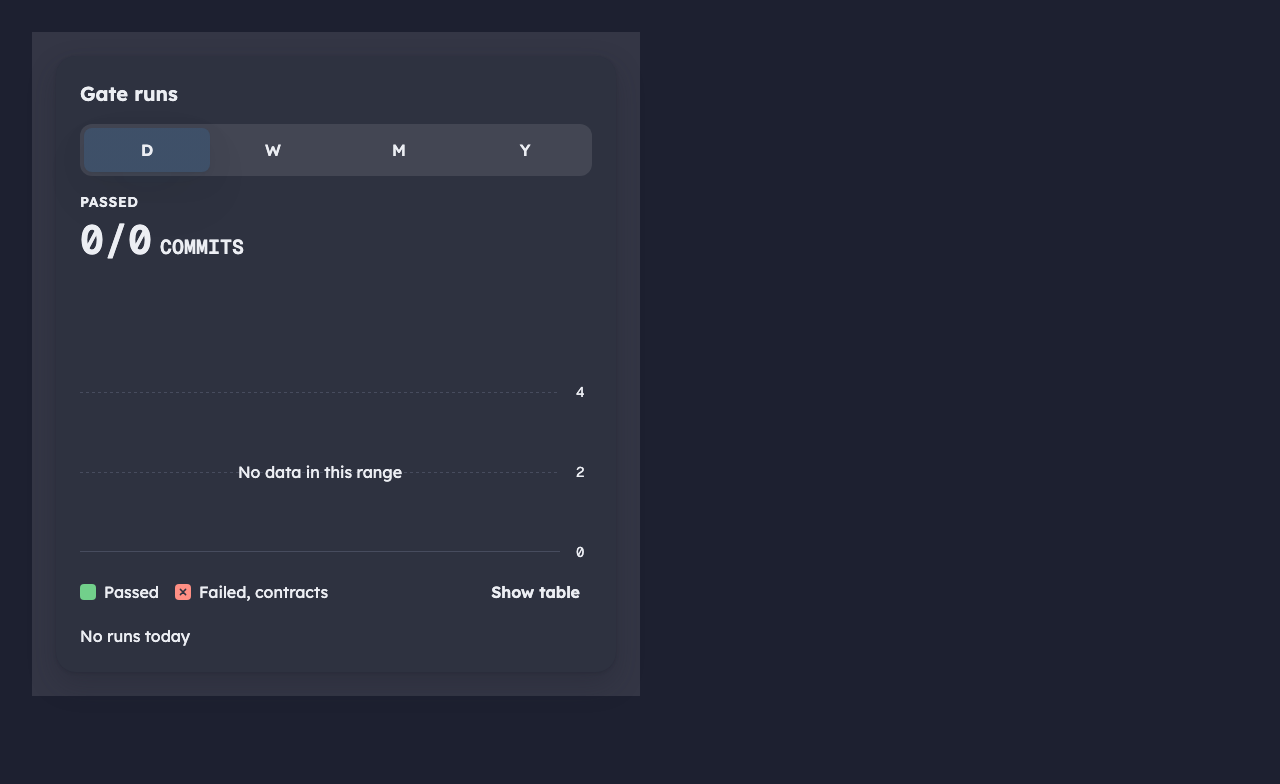 Gate runs
D W M Y
PASSED
0/0 COMMITS
4
No data in this range 2
0
Passed Failed, contracts Show table
No runs today